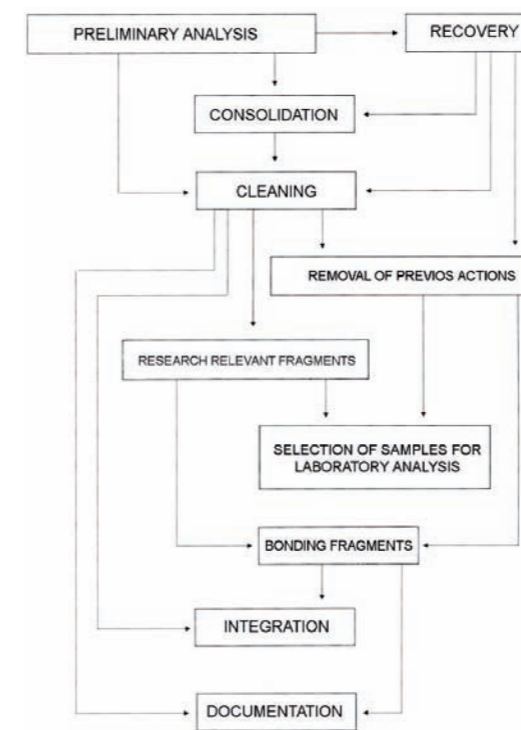 PRELIMINARY ANALYSIS
RECOVERY
CONSOLIDATION
CLEANING
REMOVAL OF PREVIOS ACTIONS
RESEARCH RELEVANT FRAGMENTS
SELECTION OF SAMPLES FOR
LABORATORY ANALYSIS
BONDING FRAGMENTS
INTEGRATION
DOCUMENTATION